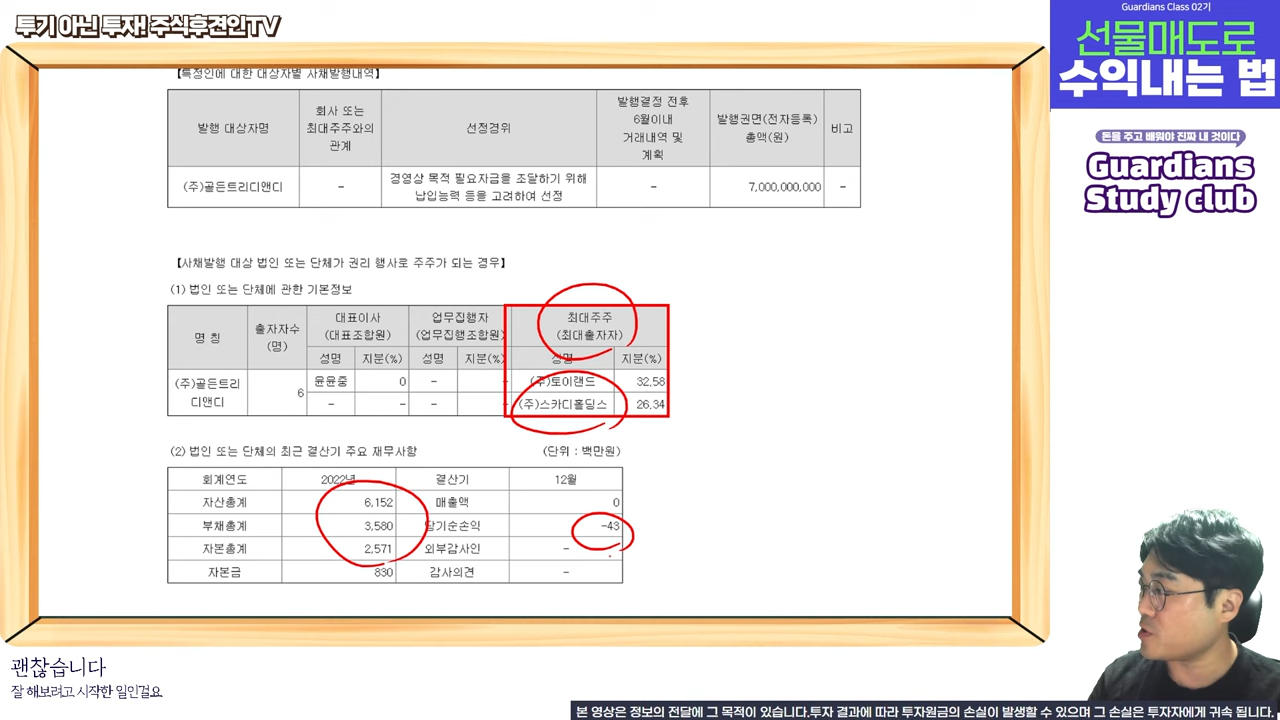 투기 아닌 투재! 주식후견인TV
Guardians Class 02기
선물매도로
수익내는 법
돈을 주고 배워야 진짜 내 것이다
Guardians
Study club
【특정인에 대한 대상자별 사채발행내역】
발행 대상자명
회사 또는
최대주주와의
관계
선정경위
발행결정 전후
6월이내
거래내역 및
계획
발행권면(전자등록)
총액(원)
비고
(주)골든트리디앤디
-
경영상 목적 필요자금을 조달하기 위해
납입능력 등을 고려하여 선정
-
7,000,000,000
-
【사채발행 대상 법인 또는 단체가 권리 행사로 주주가 되는 경우】
(1) 법인 또는 단체에 관한 기본정보
명 칭
출자자수
(명)
대표이사
(대표조합원)
업무집행자
(업무집행조합원)
최대주주
(최대출자자)
성명 지분(%) 성명 지분(%) 성명 지분(%)
(주)골든트리
디앤디
6
윤윤중 0 - - (주)토이랜드 32,58
- - - - (주)스카디홀딩스 26,34
(2) 법인 또는 단체의 최근 결산기 주요 재무사항 (단위 : 백만원)
회계연도 2022년 결산기 12월
자산총계 6,152 매출액 0
부채총계 3,580 당기순손익 -43
자본총계 2,571 외부감사인 -
자본금 830 감사의견 -
괜찮습니다
잘 해보려고 시작한 일인걸요
본 영상은 정보의 전달에 그 목적이 있습니다.투자 결과에 따라 투자원금의 손실이 발생할 수 있으며 그 손실은 투자자에게 귀속 됩니다.